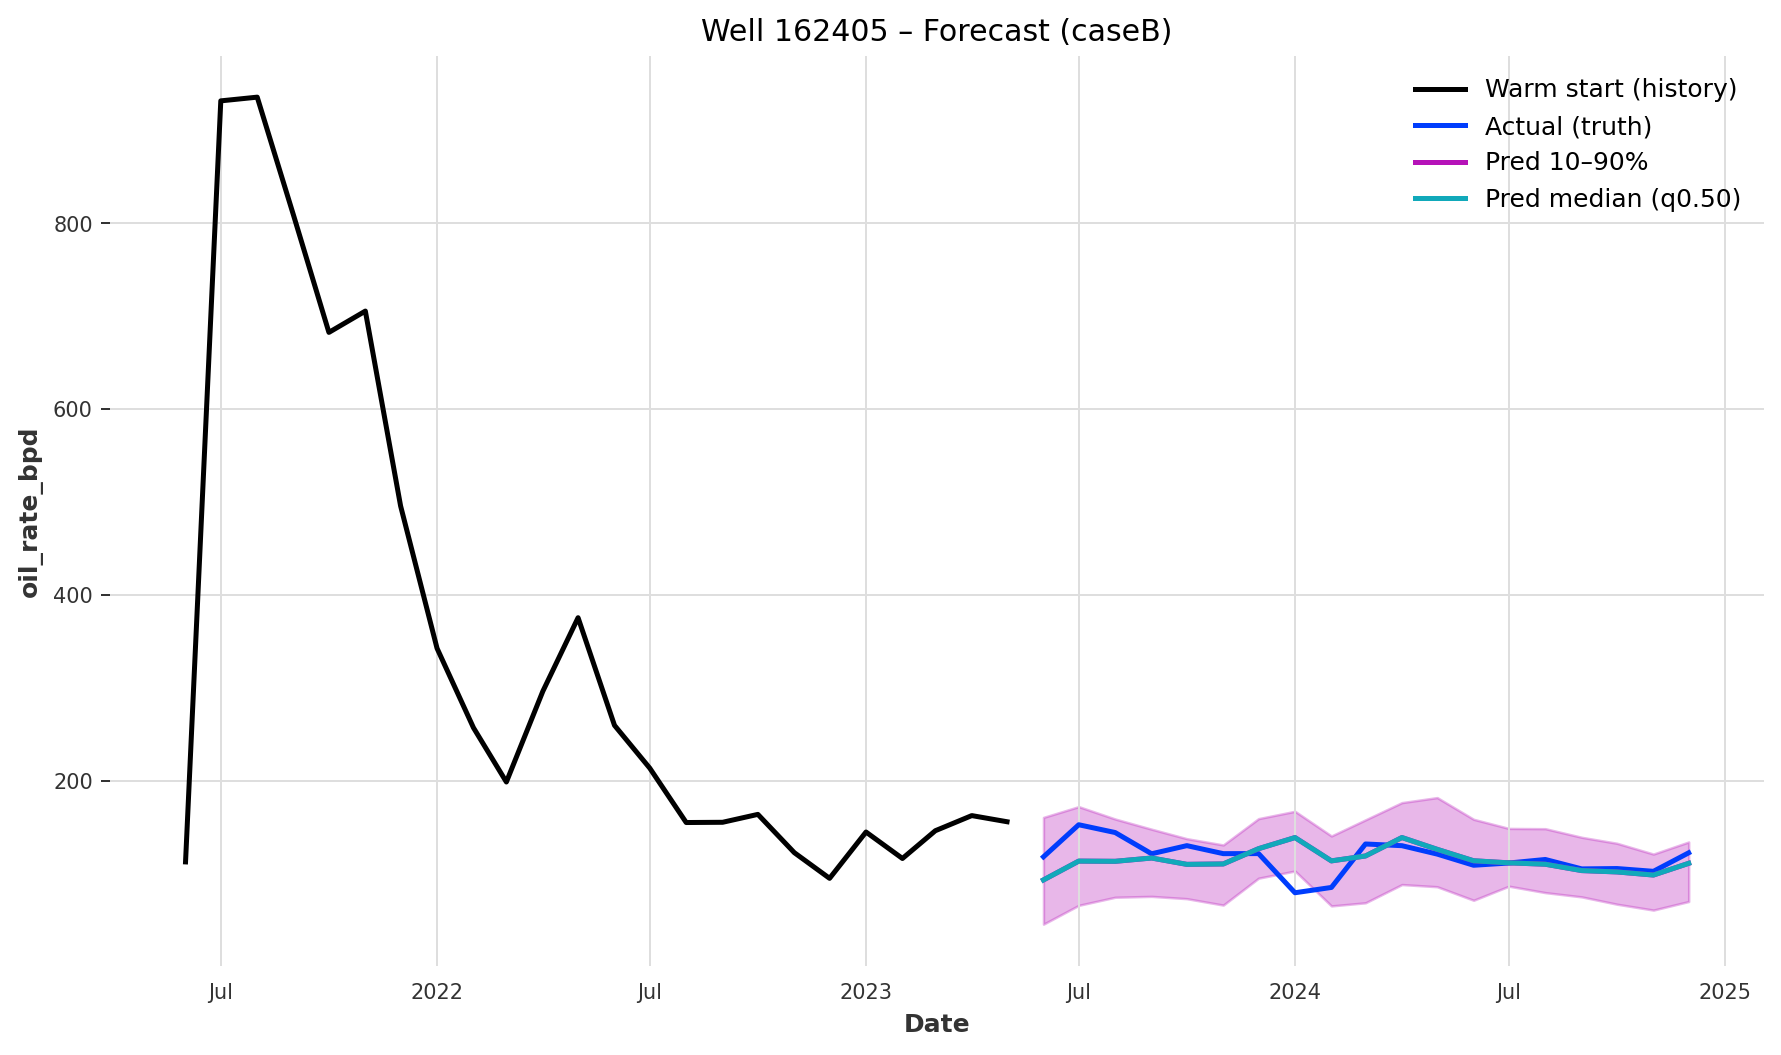 Well 162405 – Forecast (caseB)
Warm start (history)
Actual (truth)
Pred 10–90%
Pred median (q0.50)
800
600
400
200
oil_rate_bpd
Jul
2022
Jul
2023
Jul
2024
Jul
2025
Date